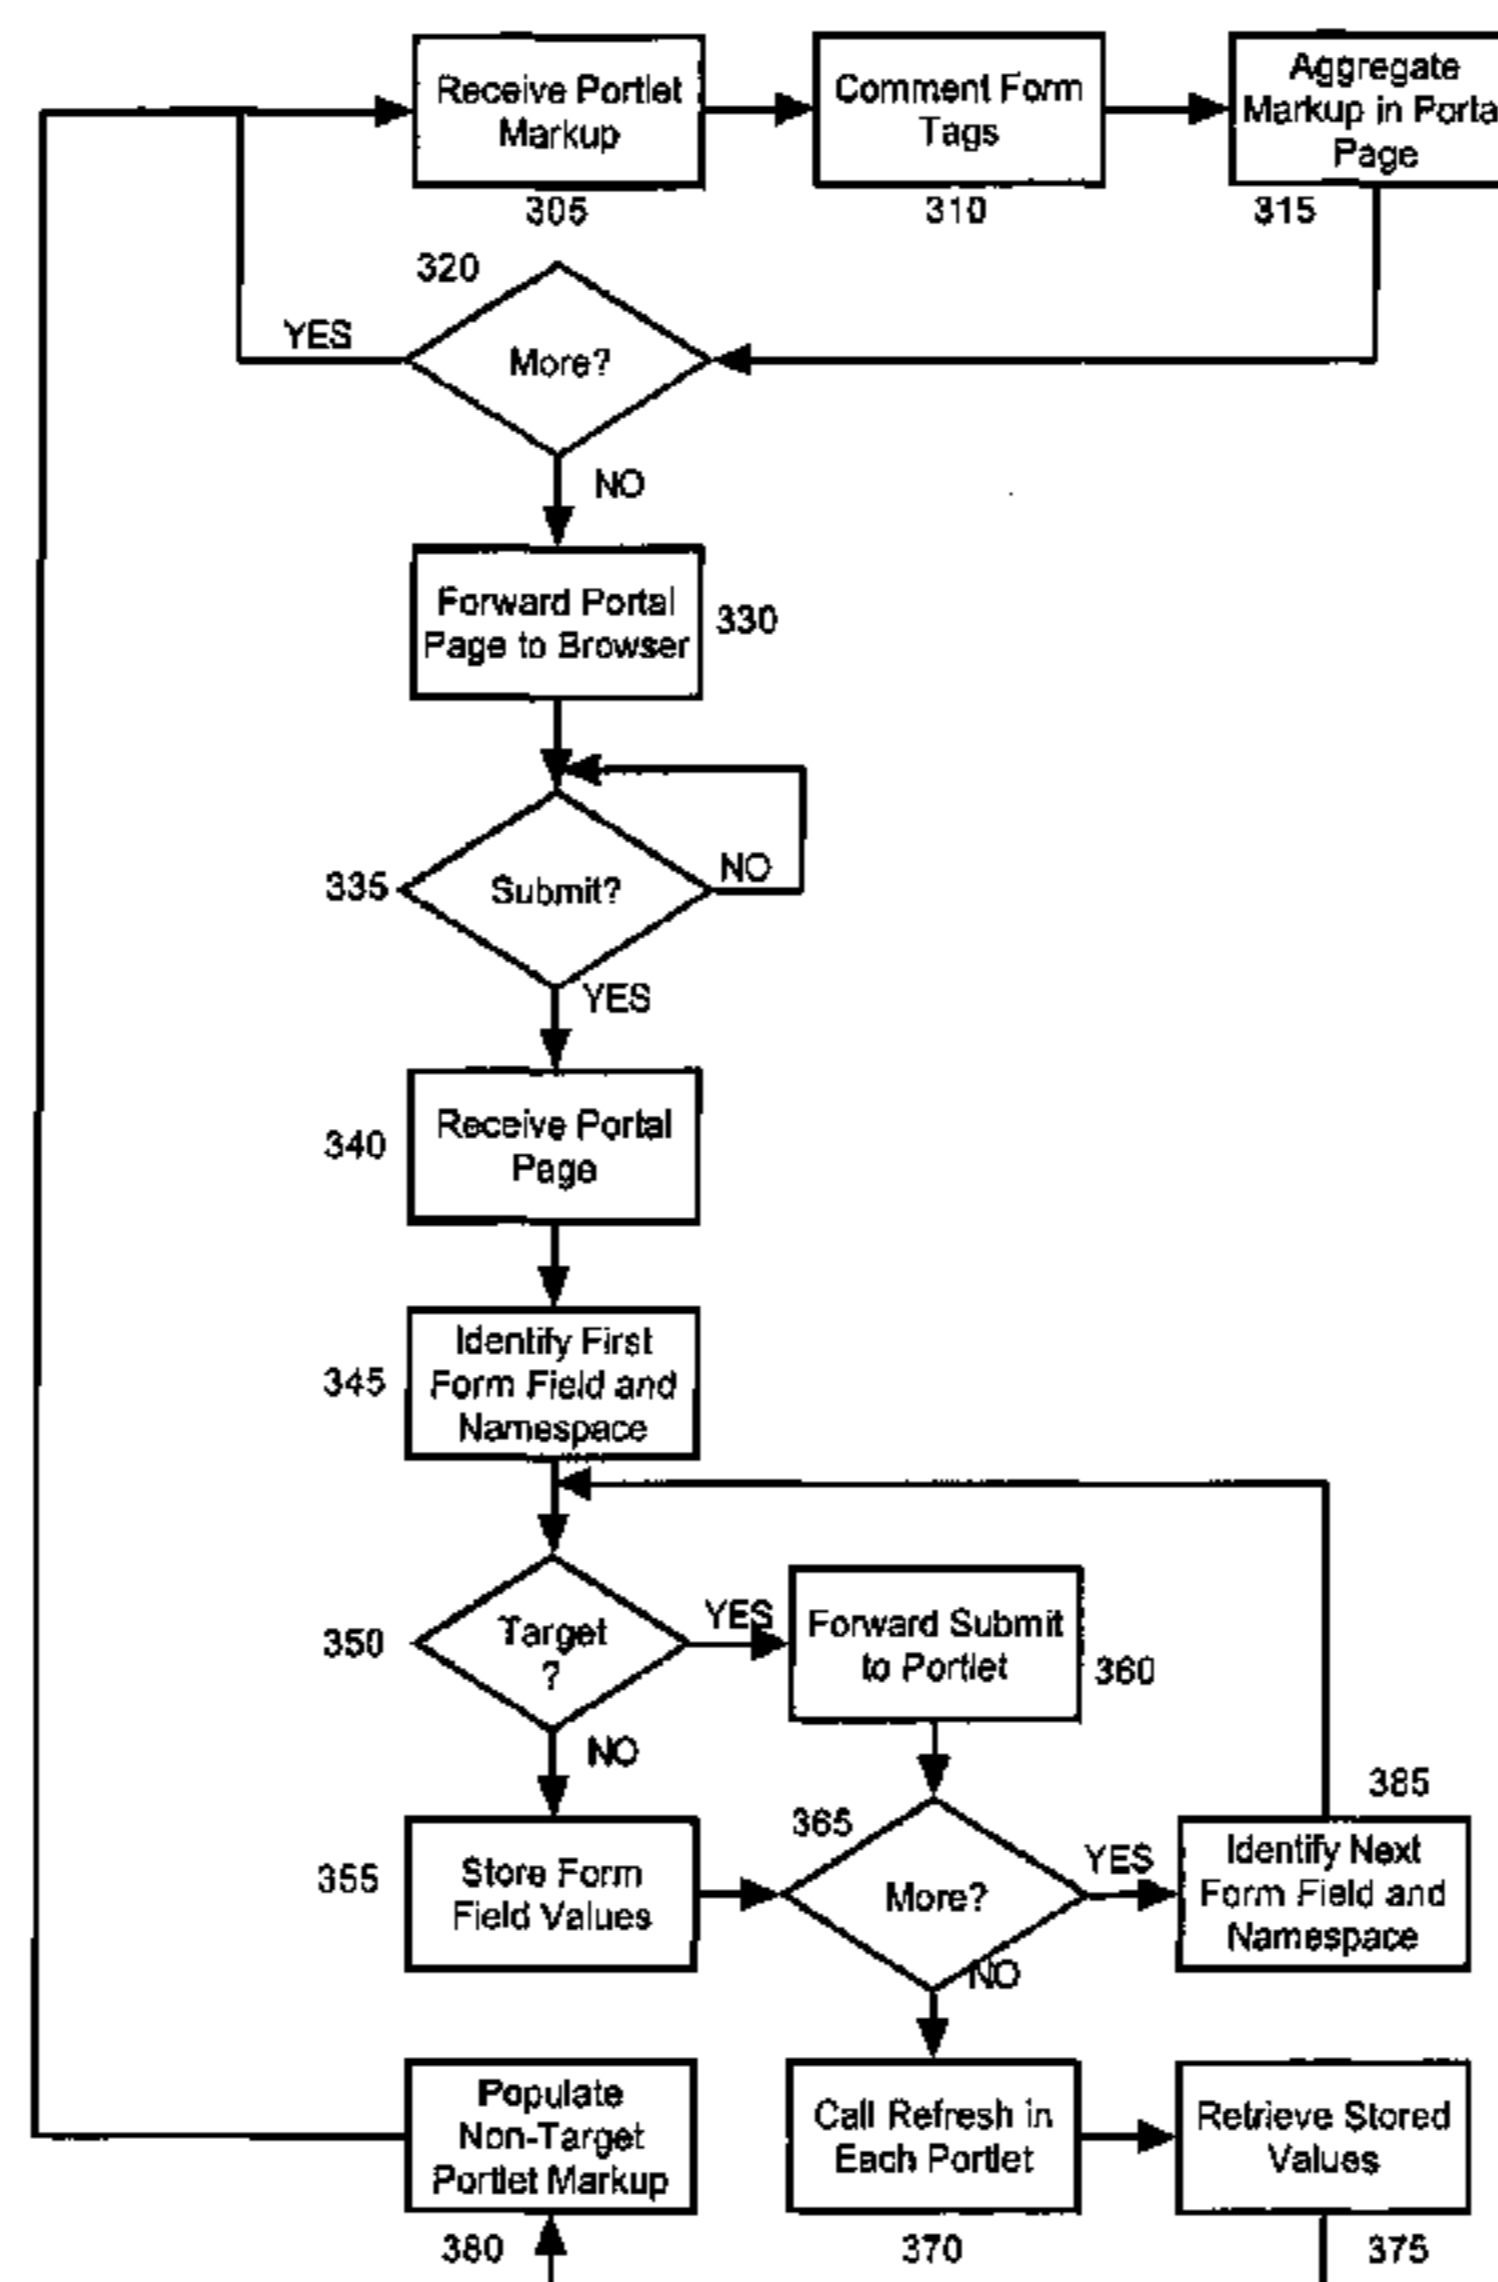 Receive Portlet
Markup
305
Comment Form
Tags
310
Aggregate
Markup in Porta
Page
315
320
More?
YES
NO
Forward Portal
Page to Browser
330
335
Submit?
NO
YES
340
Receive Portal
Page
345
Identify First
Form Field and
Namespace
350
Target
?
YES
NO
Forward Submit
to Portlet
360
355
Store Form
Field Values
365
More?
YES
NO
385
Identify Next
Form Field and
Namespace
Populate
Non-Target
Portlet Markup
380
Call Refresh in
Each Portlet
370
Retrieve Stored
Values
375